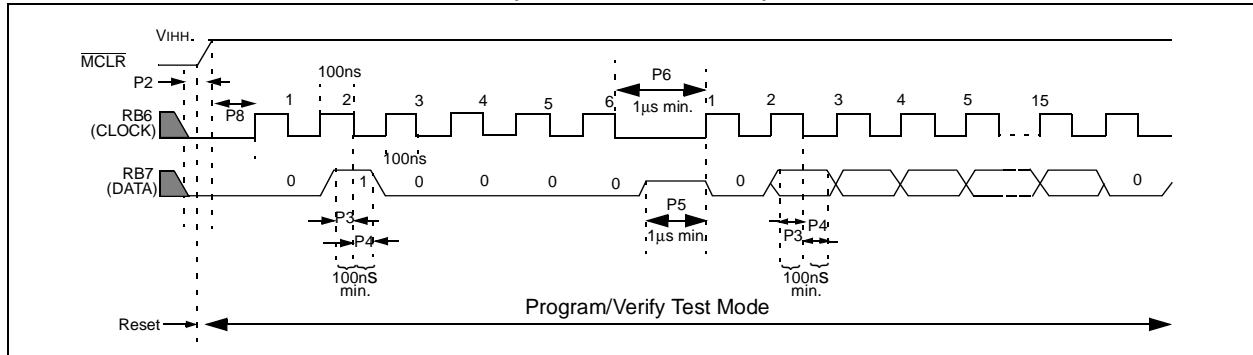 VIHH
MCLR
P2
100ns
P6
1µs min.
P8
1 2 3 4 5 6 1 2 3 4 5 15
RB6
(CLOCK)
100ns
RB7
(DATA)
0 1 0 0 0 0 0 0
P5
1µs min
P3
P4
100ns
min.
P3
P4
100ns
min.
Program/Verify Test Mode
Reset